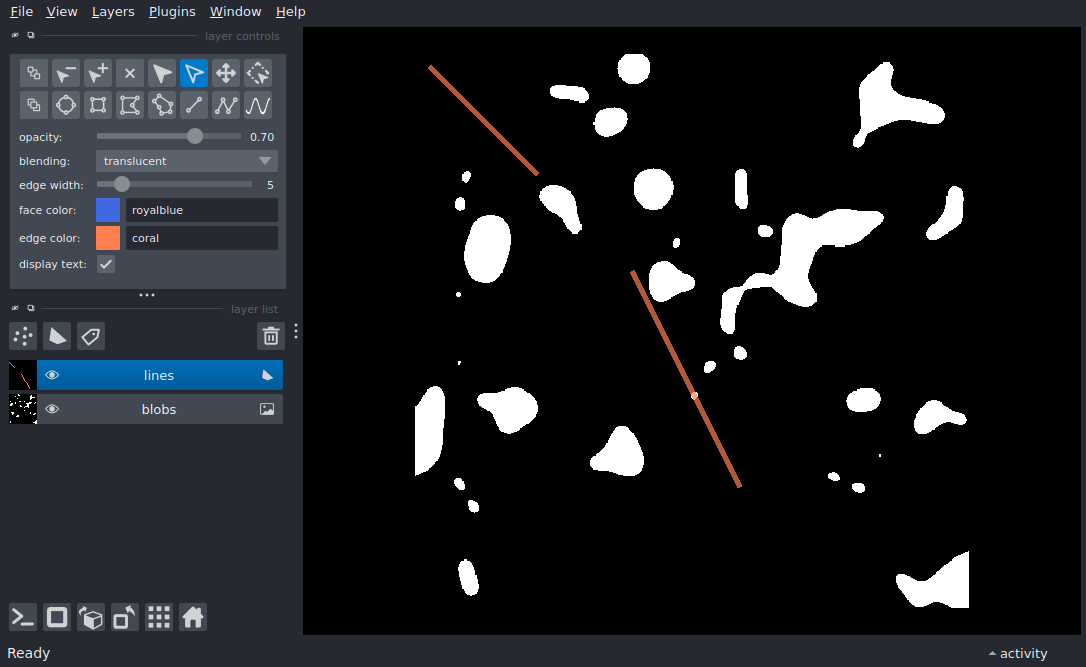 File View Layers Plugins Window Help
layer controls
opacity: 0.70
blending: translucent
edge width: 5
face color: royalblue
edge color: coral
display text:
layer list
lines
blobs
Ready
activity